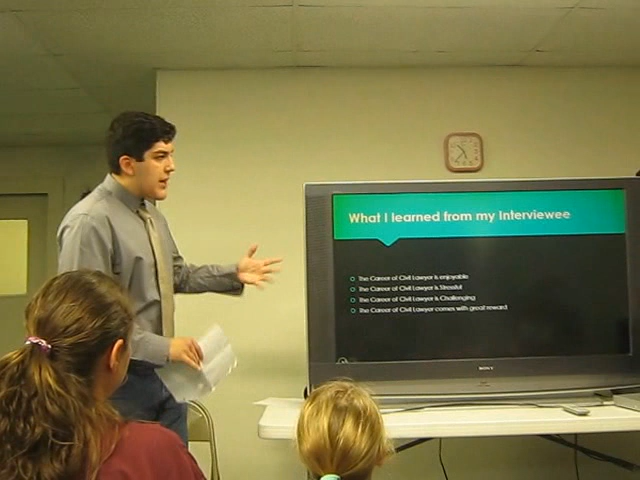 What I learned from my Interviewee
The Career of Civil Lawyer is enjoyable
The Career of Civil Lawyer is Stressful
The Career of Civil Lawyer is Challenging
The Career of Civil Lawyer comes with great reward
SONY